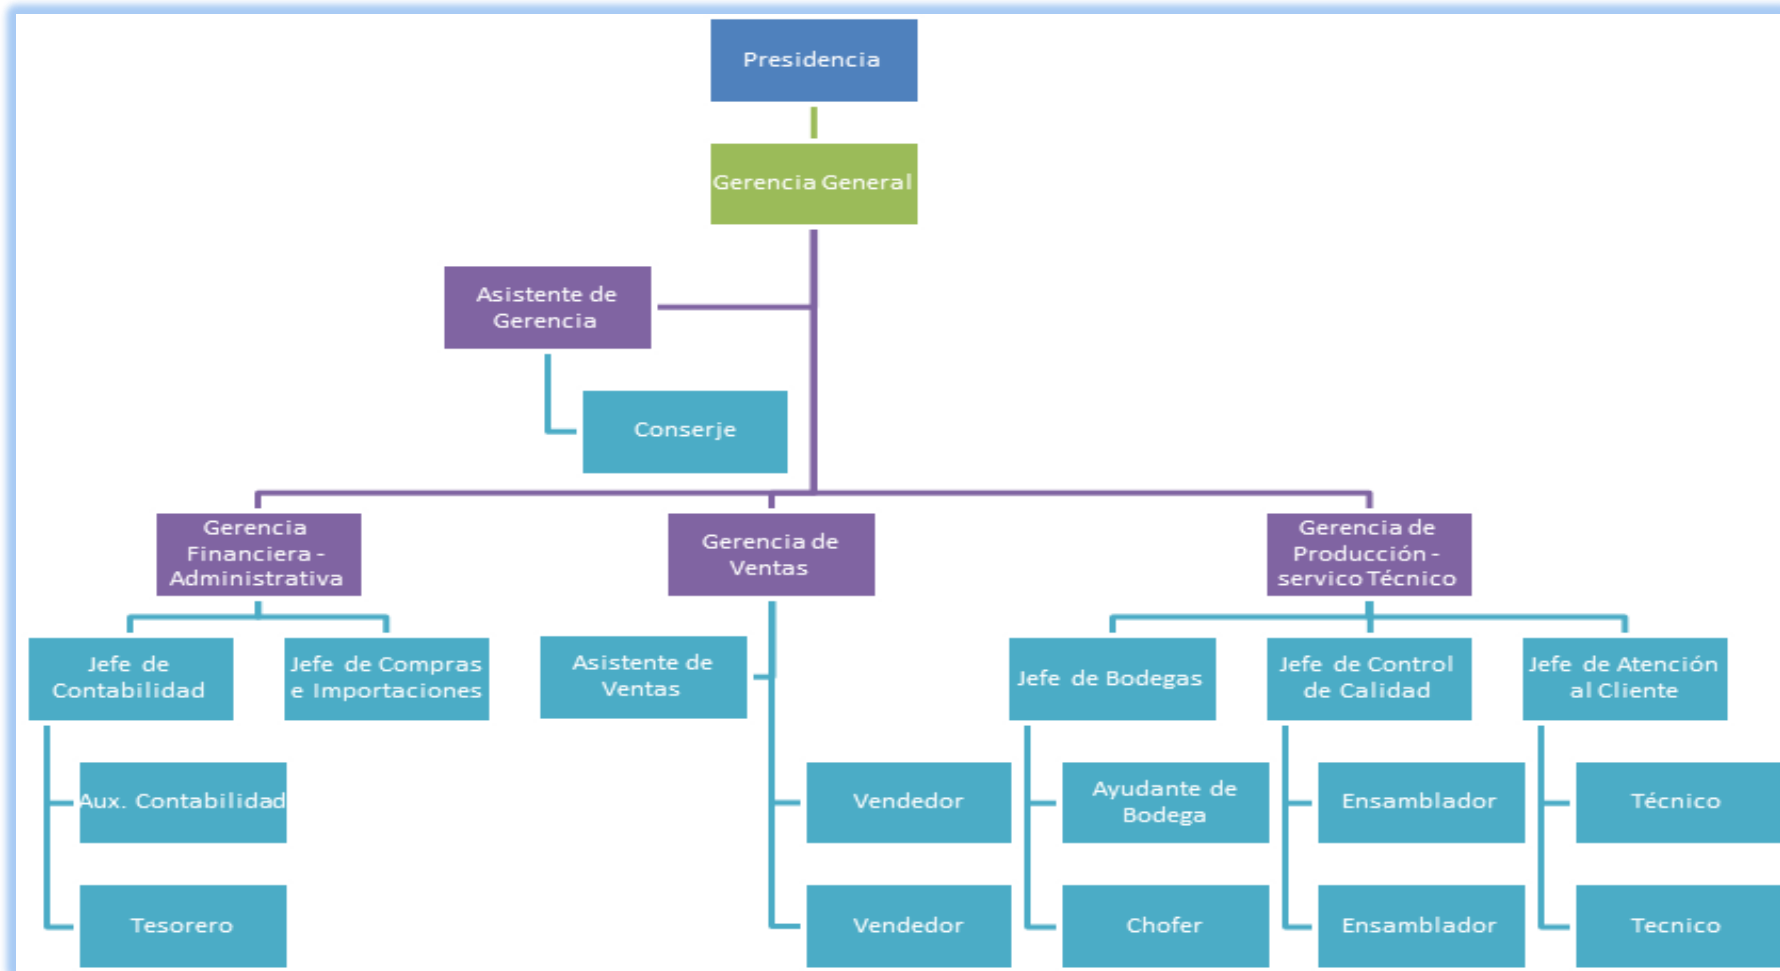 Presidencia
Gerencia General
Asistente de
Gerencia
Conserje
Gerencia
Financiera -
Administrativa
Gerencia de
Ventas
Gerencia de
Producción -
servico Técnico
Jefe de
Contabilidad
Jefe de Compras
e Importaciones
Asistente de
Ventas
Jefe de Bodegas
Jefe de Control
de Calidad
Jefe de Atención
al Cliente
Aux. Contabilidad
Vendedor
Ayudante de
Bodega
Ensamblador
Técnico
Tesorero
Vendedor
Chofer
Ensamblador
Tecnico